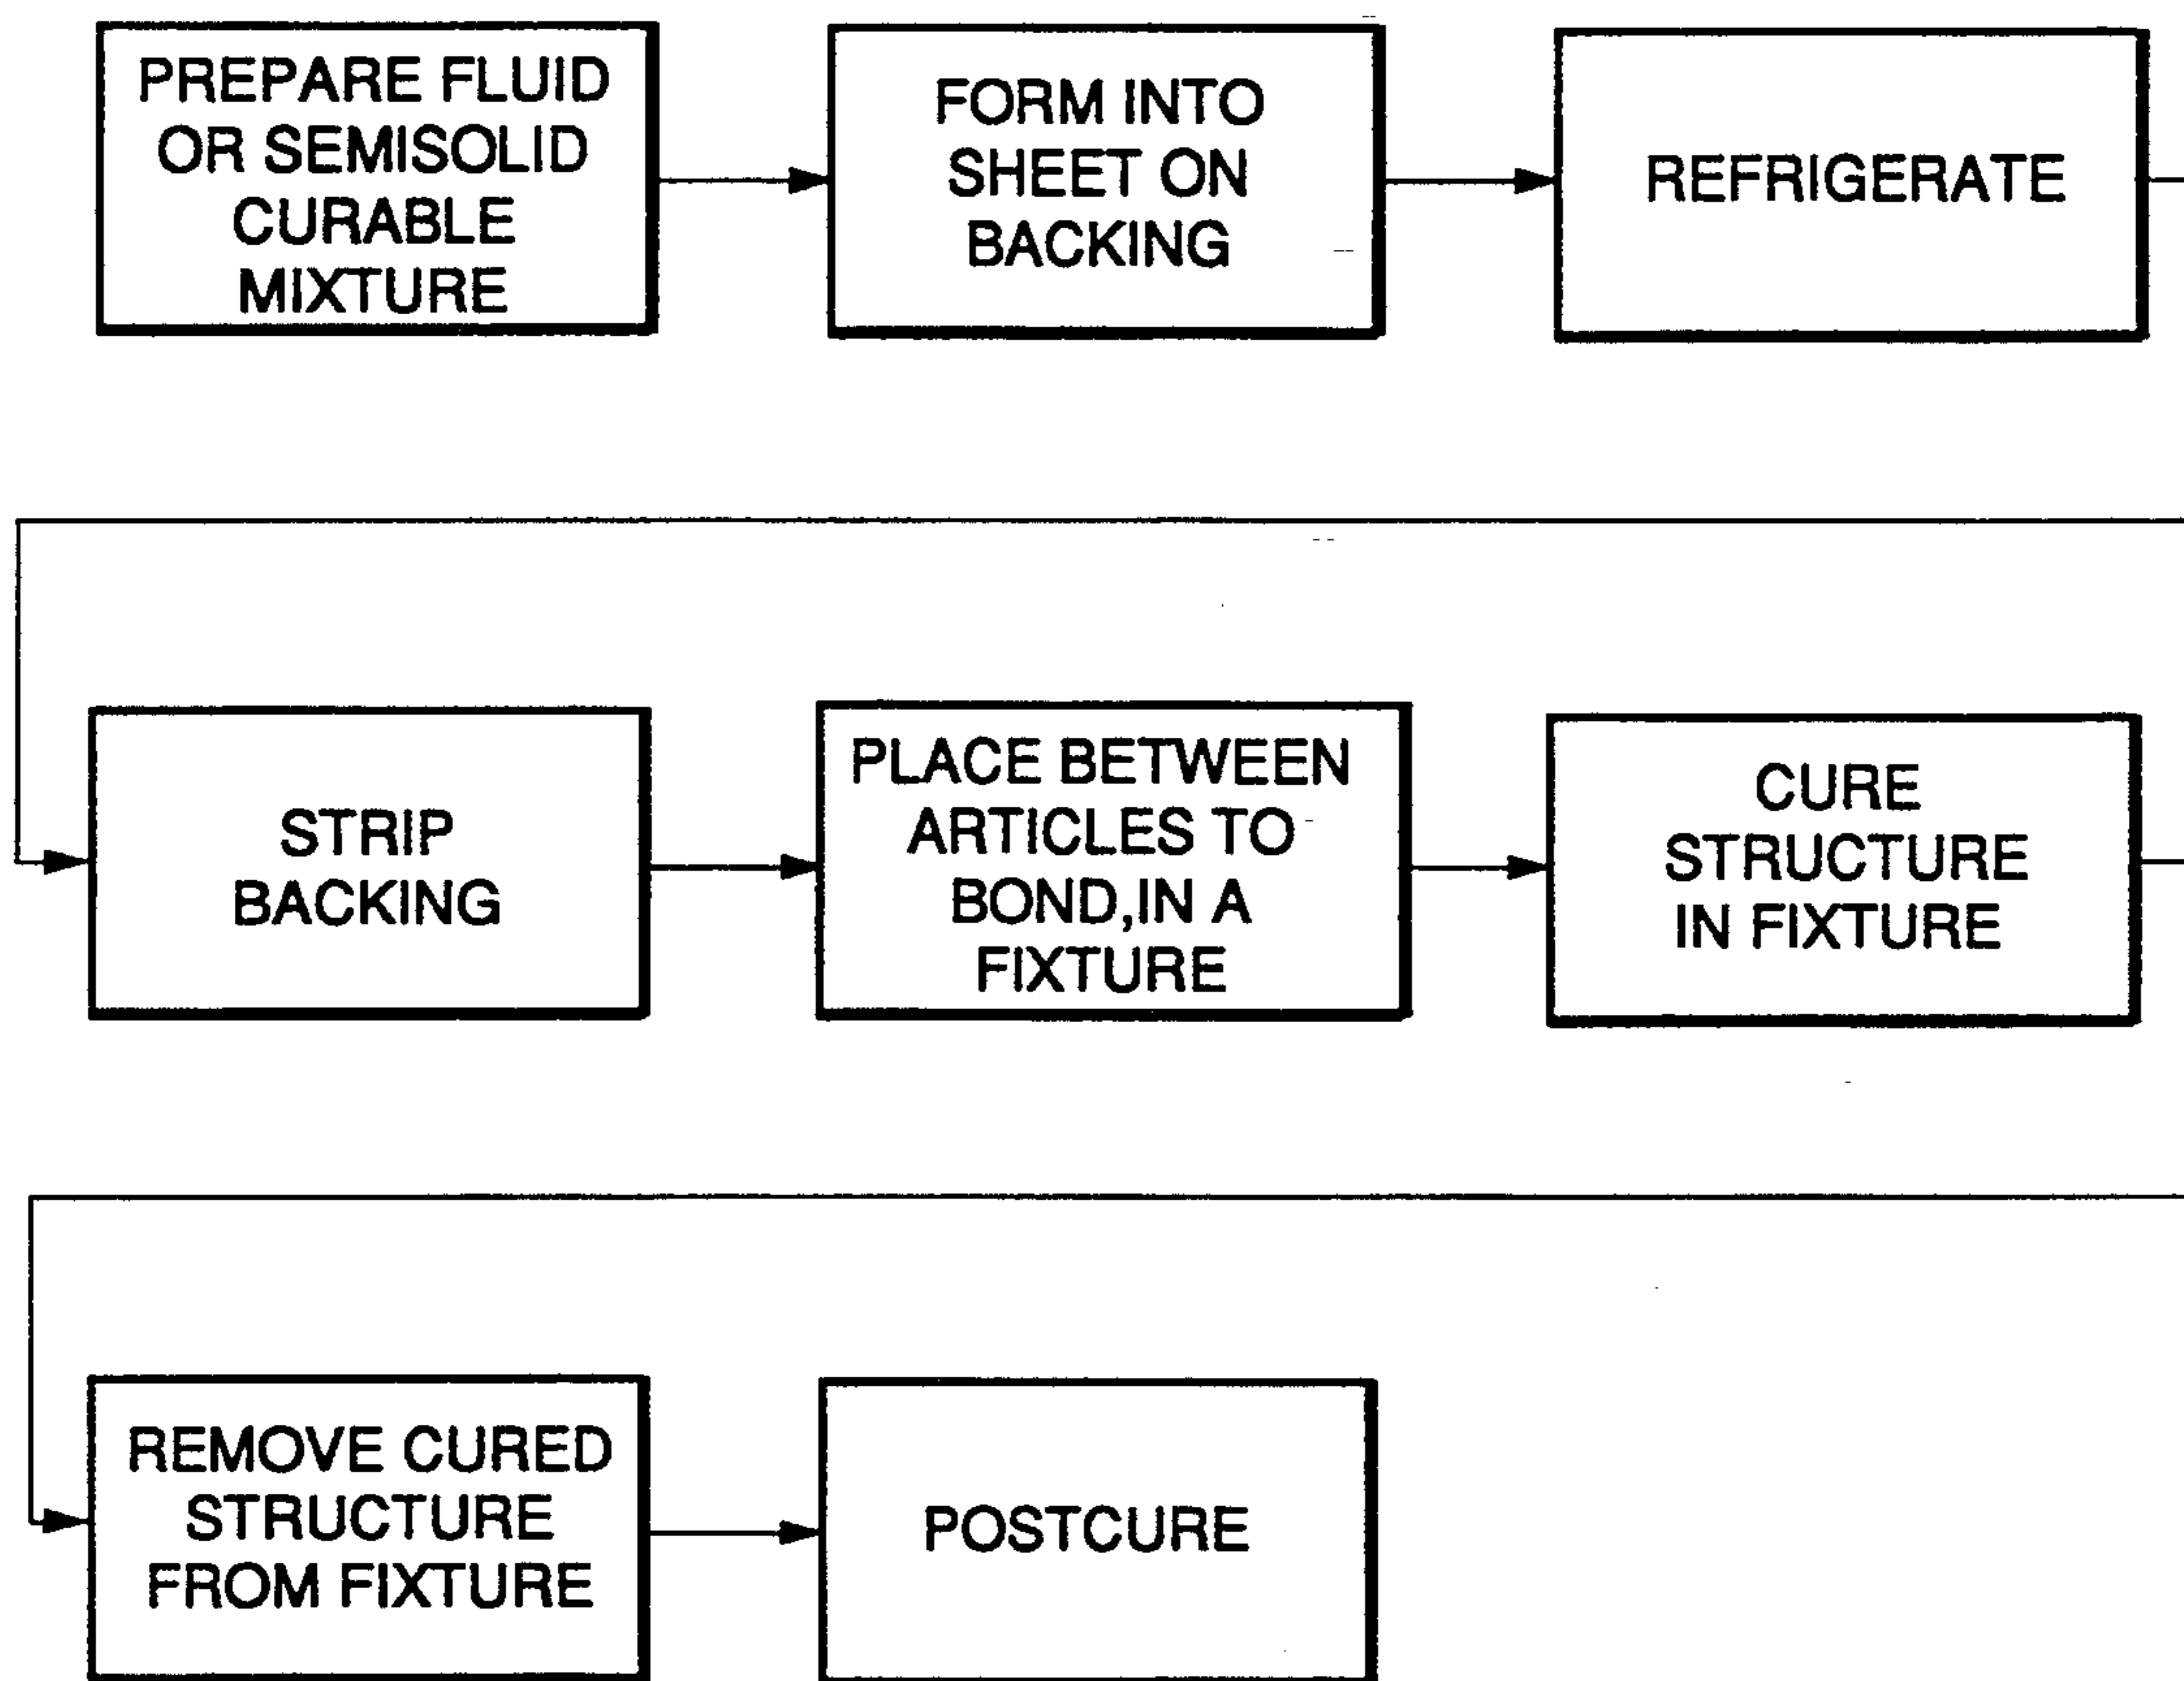 PREPARE FLUID
OR SEMISOLID
CURABLE
MIXTURE
FORM INTO
SHEET ON
BACKING
REFRIGERATE
STRIP
BACKING
PLACE BETWEEN
ARTICLES TO
BOND, IN A
FIXTURE
CURE
STRUCTURE
IN FIXTURE
REMOVE CURED
STRUCTURE
FROM FIXTURE
POSTCURE